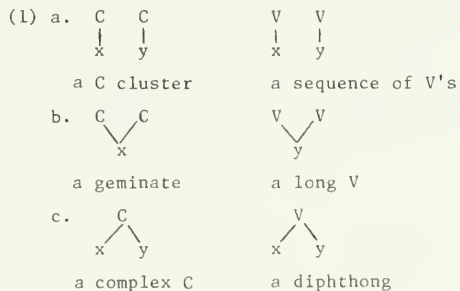 (1) a. C C V V
x y x y
a C cluster a sequence of V's
b. C C V V
x y
a geminate a long V
c. C V
x y x y
a complex C a diphthong